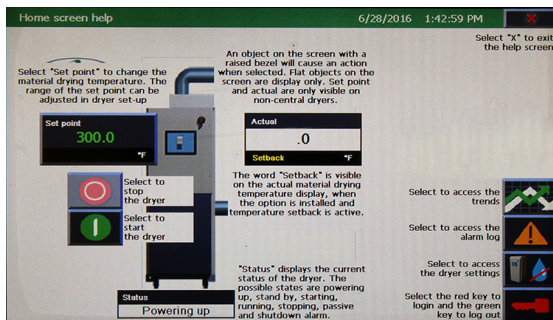 Home screen help
6/28/2016 1:42:59 PM
Select "X" to exit
the help screen
An object on the screen with a
raised bezel will cause an action
when selected. Flat objects on the
screen are display only. Set point
and actual are only visible on
non-central dryers.
Select "Set point" to change the
material drying temperature. The
range of the set point can be
adjusted in dryer set-up
Set point
300.0
°F
Actual
.0
Setback °F
The word "Setback" is visible
on the actual material drying
temperature display, when
the option is installed and
temperature setback is active.
Select to
stop
the dryer
Select to
start
the dryer
Select to access the
trends
Select to access the
alarm log
Select to access
the dryer settings
Select the red key to
login and the green
key to log out
"Status" displays the current
status of the dryer. The
possible states are powering
up, stand by, starting,
running, stopping, passive
and shutdown alarm.
Status
Powering up